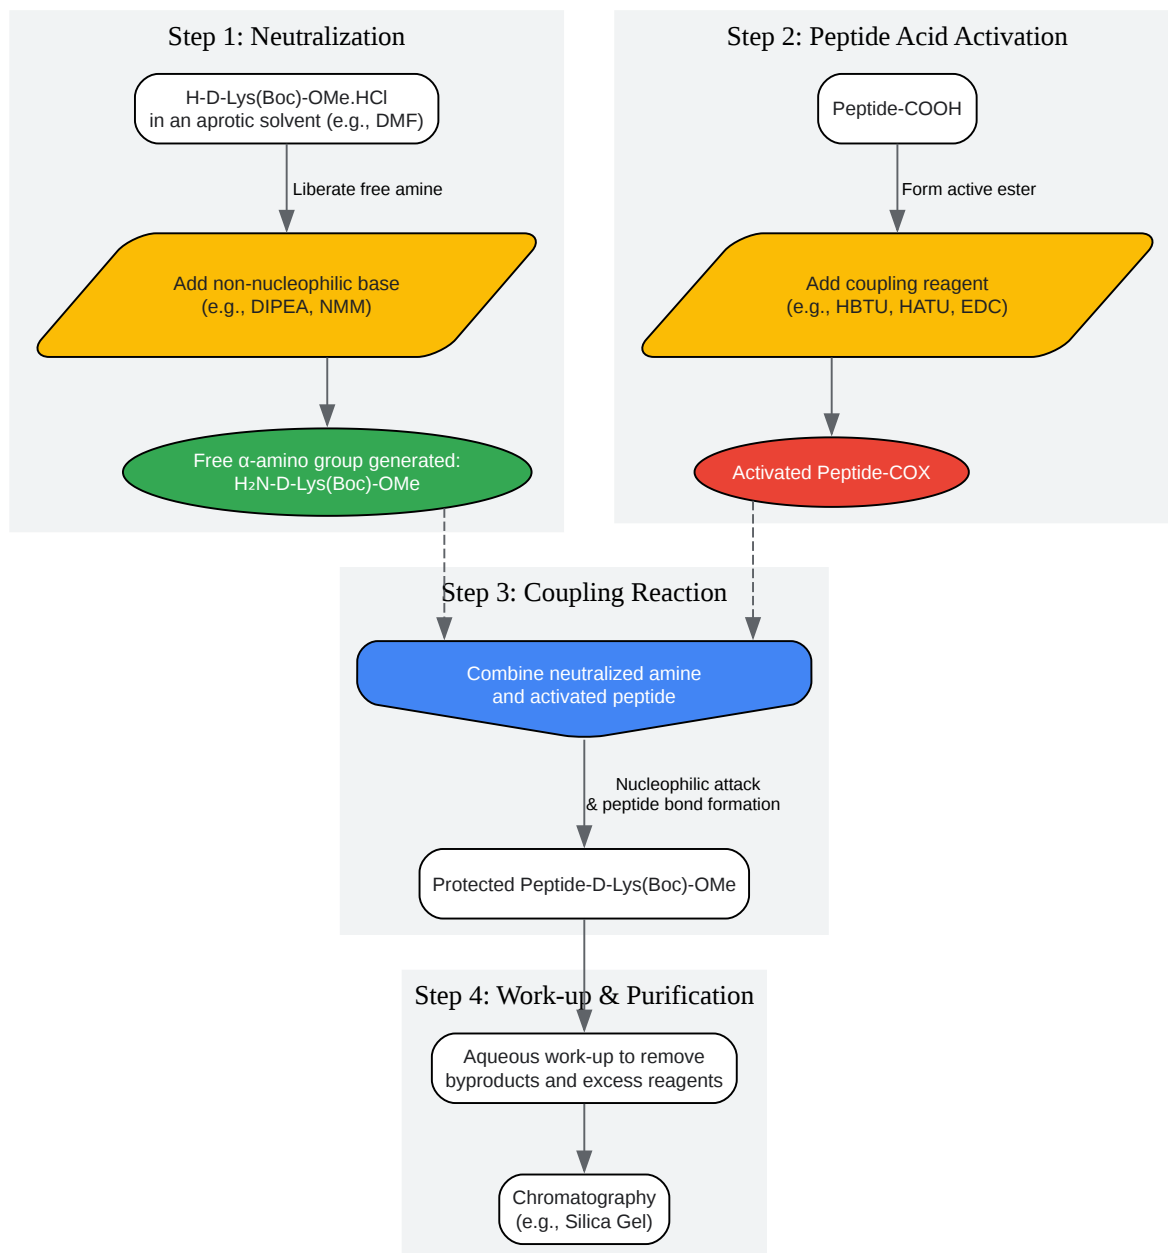 Step 1: Neutralization
H-D-Lys(Boc)-OMe.HCl
in an aprotic solvent (e.g., DMF)
Liberate free amine
Add non-nucleophilic base
(e.g., DIPEA, NMM)
Free α-amino group generated:
H₂N-D-Lys(Boc)-OMe
Step 2: Peptide Acid Activation
Peptide-COOH
Form active ester
Add coupling reagent
(e.g., HBTU, HATU, EDC)
Activated Peptide-COX
Step 3: Coupling Reaction
Combine neutralized amine
and activated peptide
Nucleophilic attack
& peptide bond formation
Protected Peptide-D-Lys(Boc)-OMe
Step 4: Work-up & Purification
Aqueous work-up to remove
byproducts and excess reagents
Chromatography
(e.g., Silica Gel)